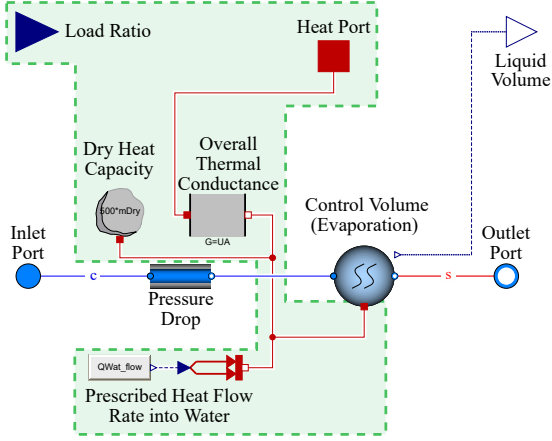 Load Ratio
Heat Port
Liquid
Volume
Dry Heat
Capacity
500*mDry
Overall
Thermal
Conductance
G=UA
Control Volume
(Evaporation)
Inlet
Port
c
Pressure
Drop
s
Outlet
Port
QWat_flow
Prescribed Heat Flow
Rate into Water